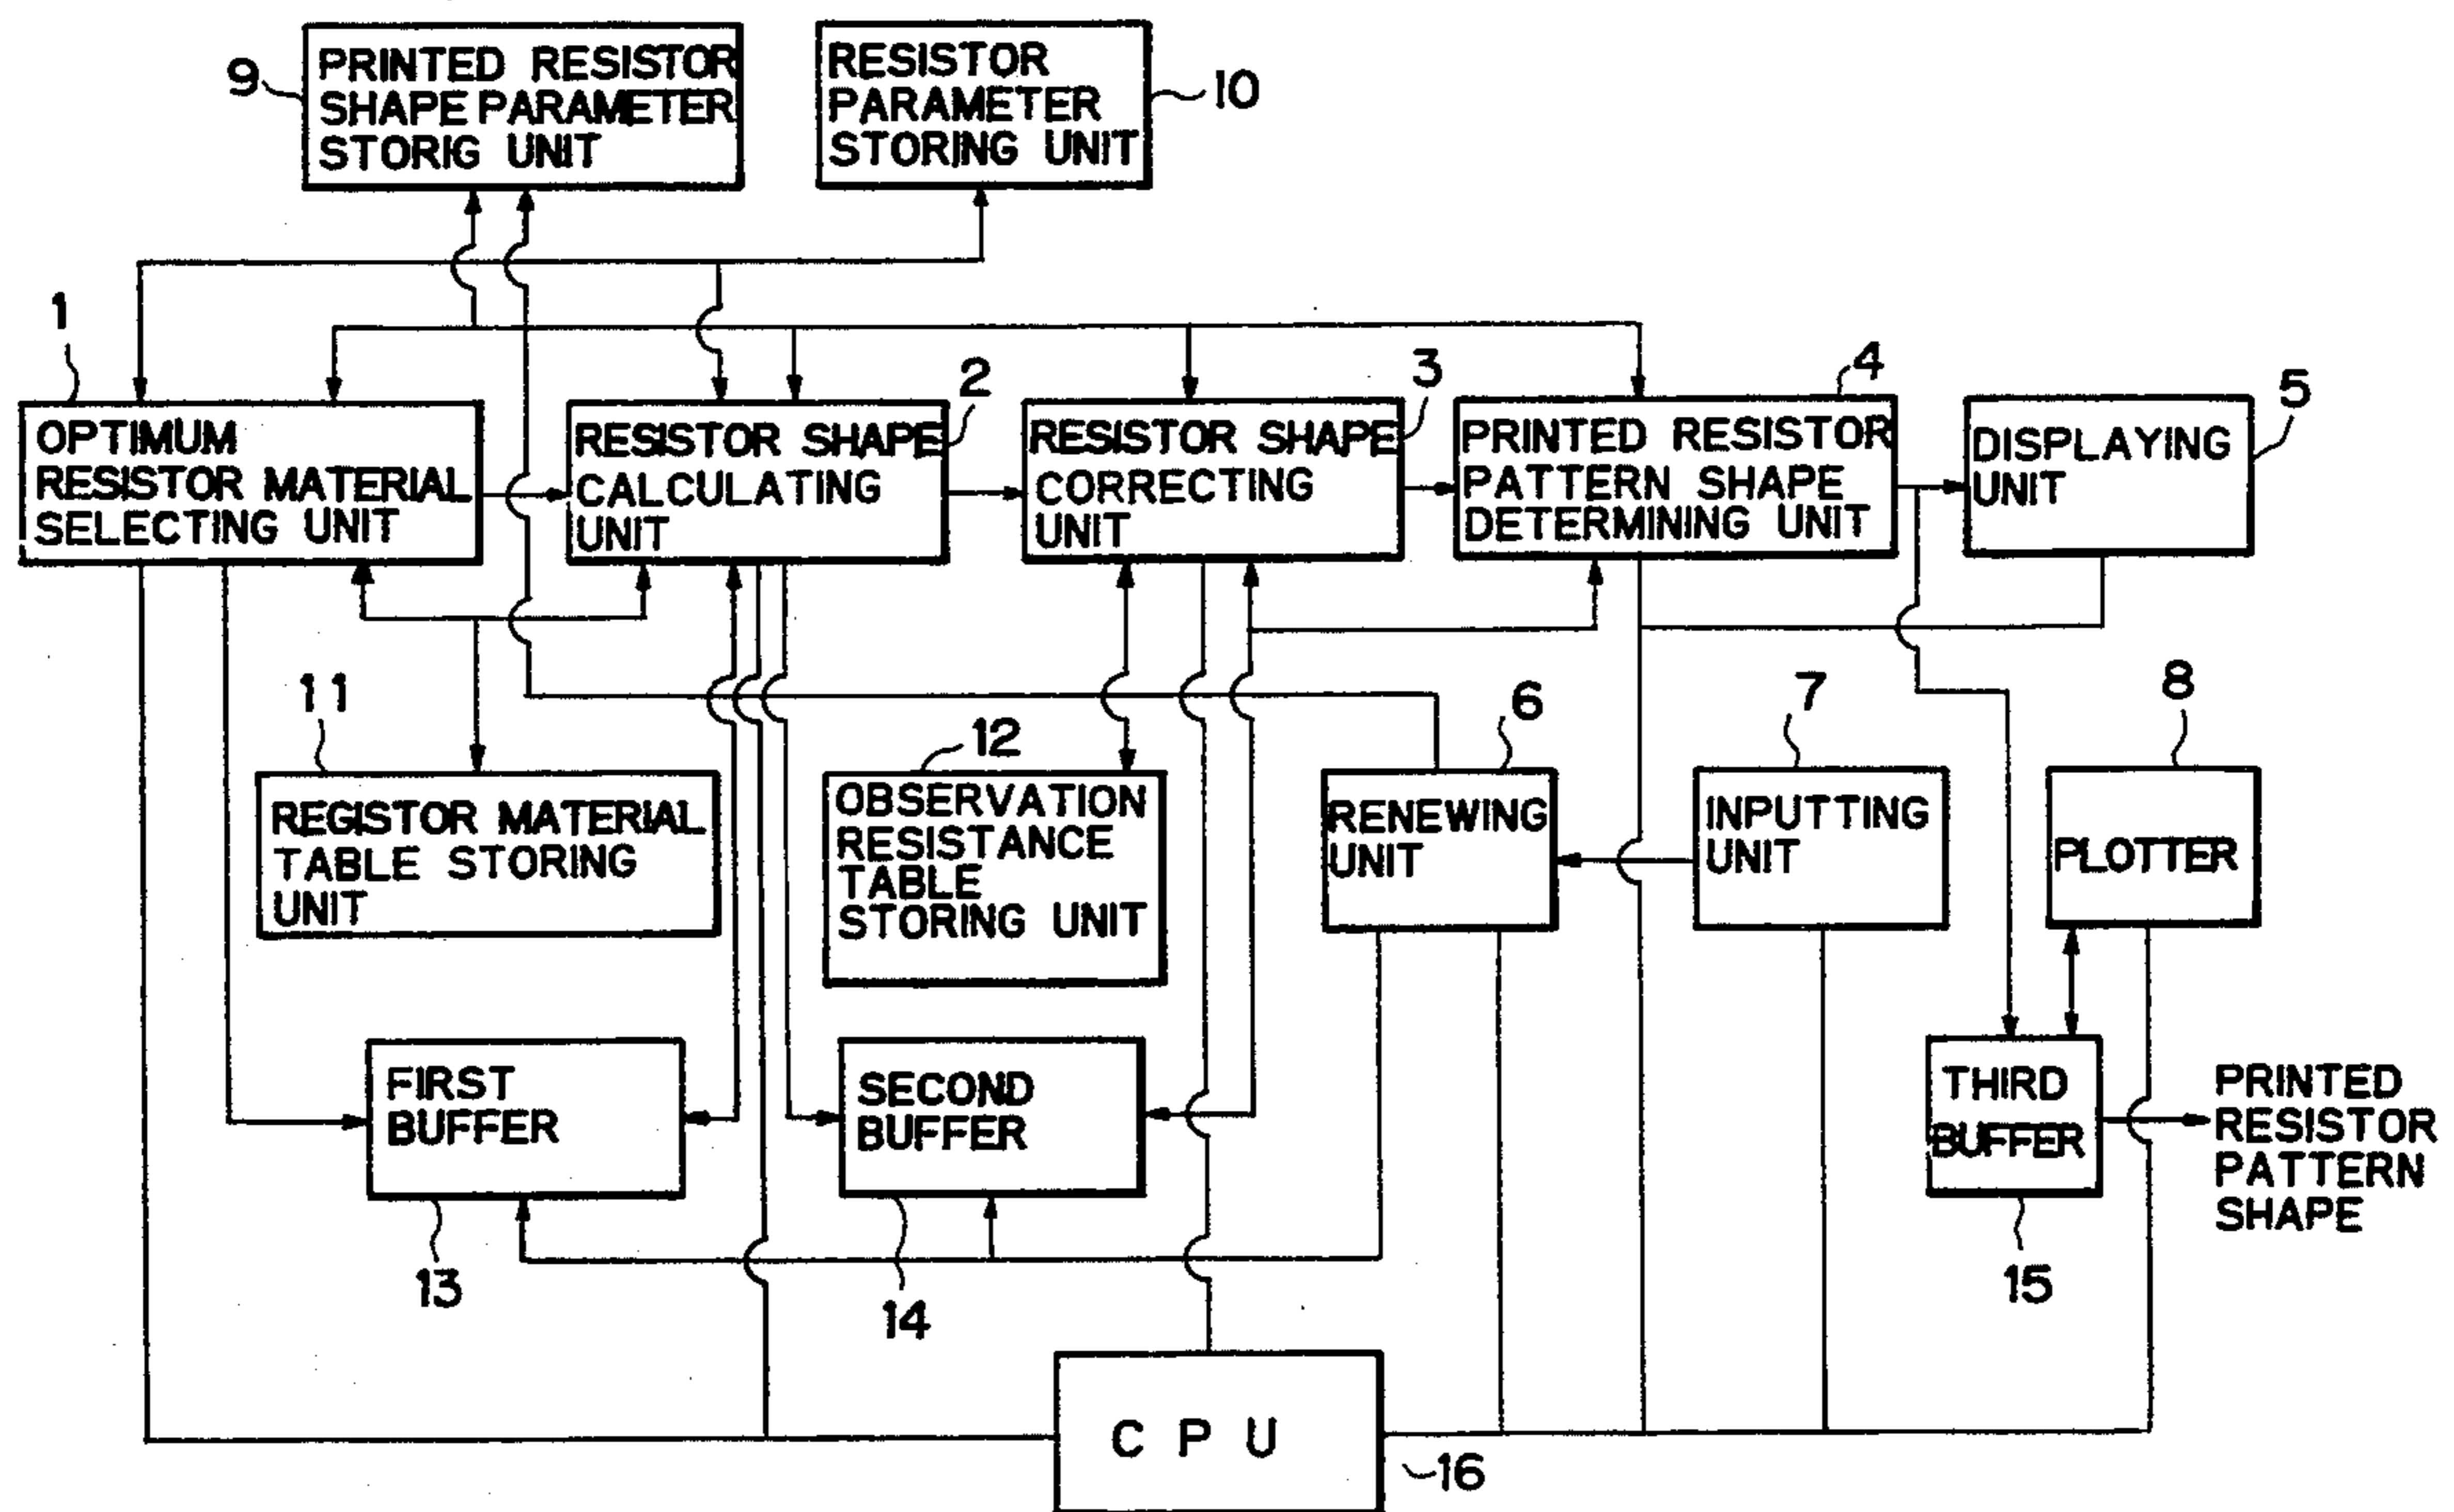 9
PRINTED RESISTOR
SHAPE PARAMETER
STORIG UNIT
RESISTOR
PARAMETER
STORING UNIT
10
1
OPTIMUM
RESISTOR MATERIAL
SELECTING UNIT
2
RESISTOR SHAPE
CALCULATING
UNIT
3
RESISTOR SHAPE
CORRECTING
UNIT
4
PRINTED RESISTOR
PATTERN SHAPE
DETERMINING UNIT
5
DISPLAYING
UNIT
11
REGISTOR MATERIAL
TABLE STORING
UNIT
12
OBSERVATION
RESISTANCE
TABLE
STORING UNIT
6
RENEWING
UNIT
7
INPUTTING
UNIT
8
PLOTTER
FIRST
BUFFER
13
SECOND
BUFFER
14
THIRD
BUFFER
15
PRINTED
RESISTOR
PATTERN
SHAPE
CPU
16